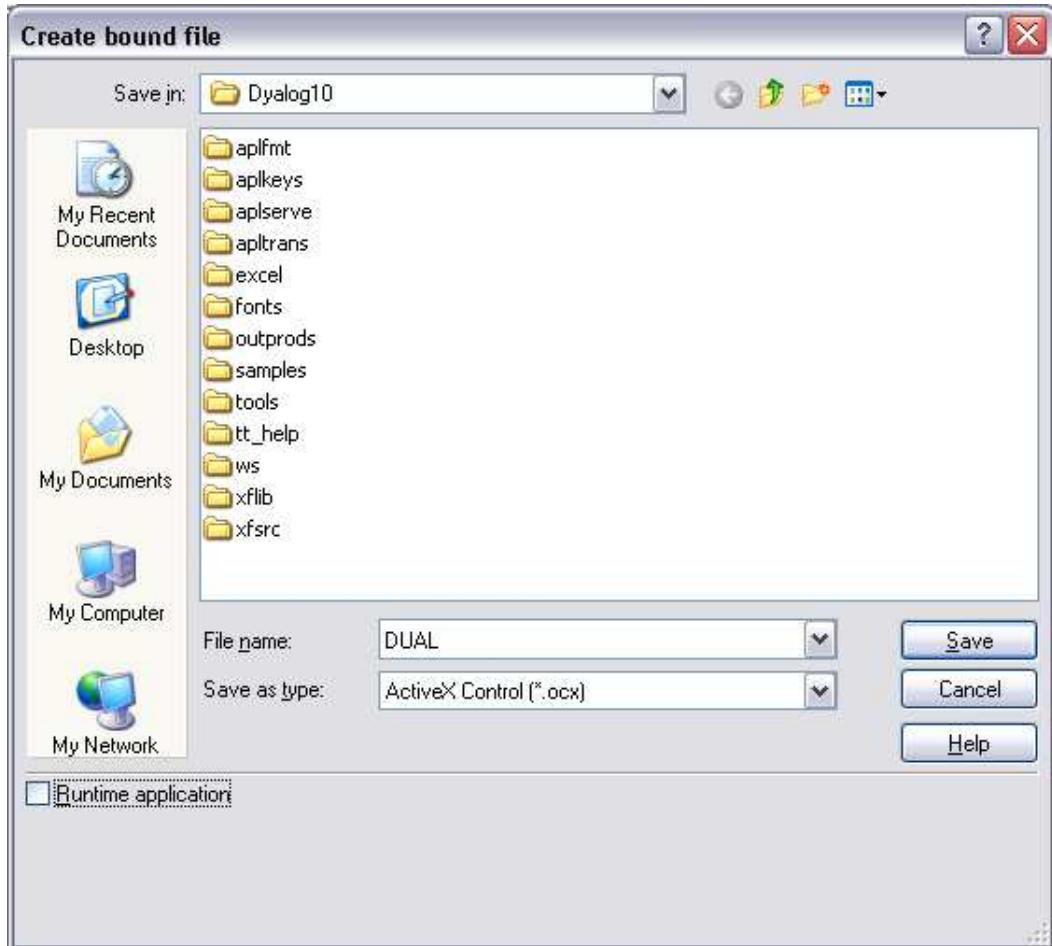 Create bound file
Save in:
Dyalog10
My Recent
Documents
Desktop
My Documents
My Computer
My Network
aplfmt
aplkeys
aplserve
apltrans
excel
fonts
outprods
samples
tools
tt_help
ws
xflib
xfsrc
File name:
DUAL
Save
Save as type:
ActiveX Control (*.ocx)
Cancel
Help
Runtime application